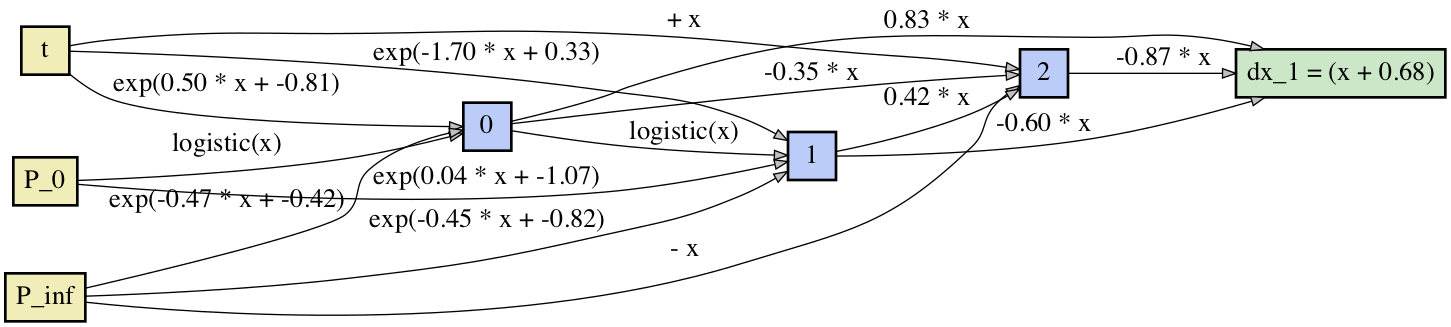 t
P_0
P_inf
+ x
exp(-1.70 * x + 0.33)
exp(0.50 * x + -0.81)
logistic(x)
exp(-0.47 * x + -0.42)
0
0.83 * x
-0.35 * x
logistic(x)
exp(0.04 * x + -1.07)
exp(-0.45 * x + -0.82)
- x
1
0.42 * x
-0.60 * x
2
-0.87 * x
dx_1 = (x + 0.68)